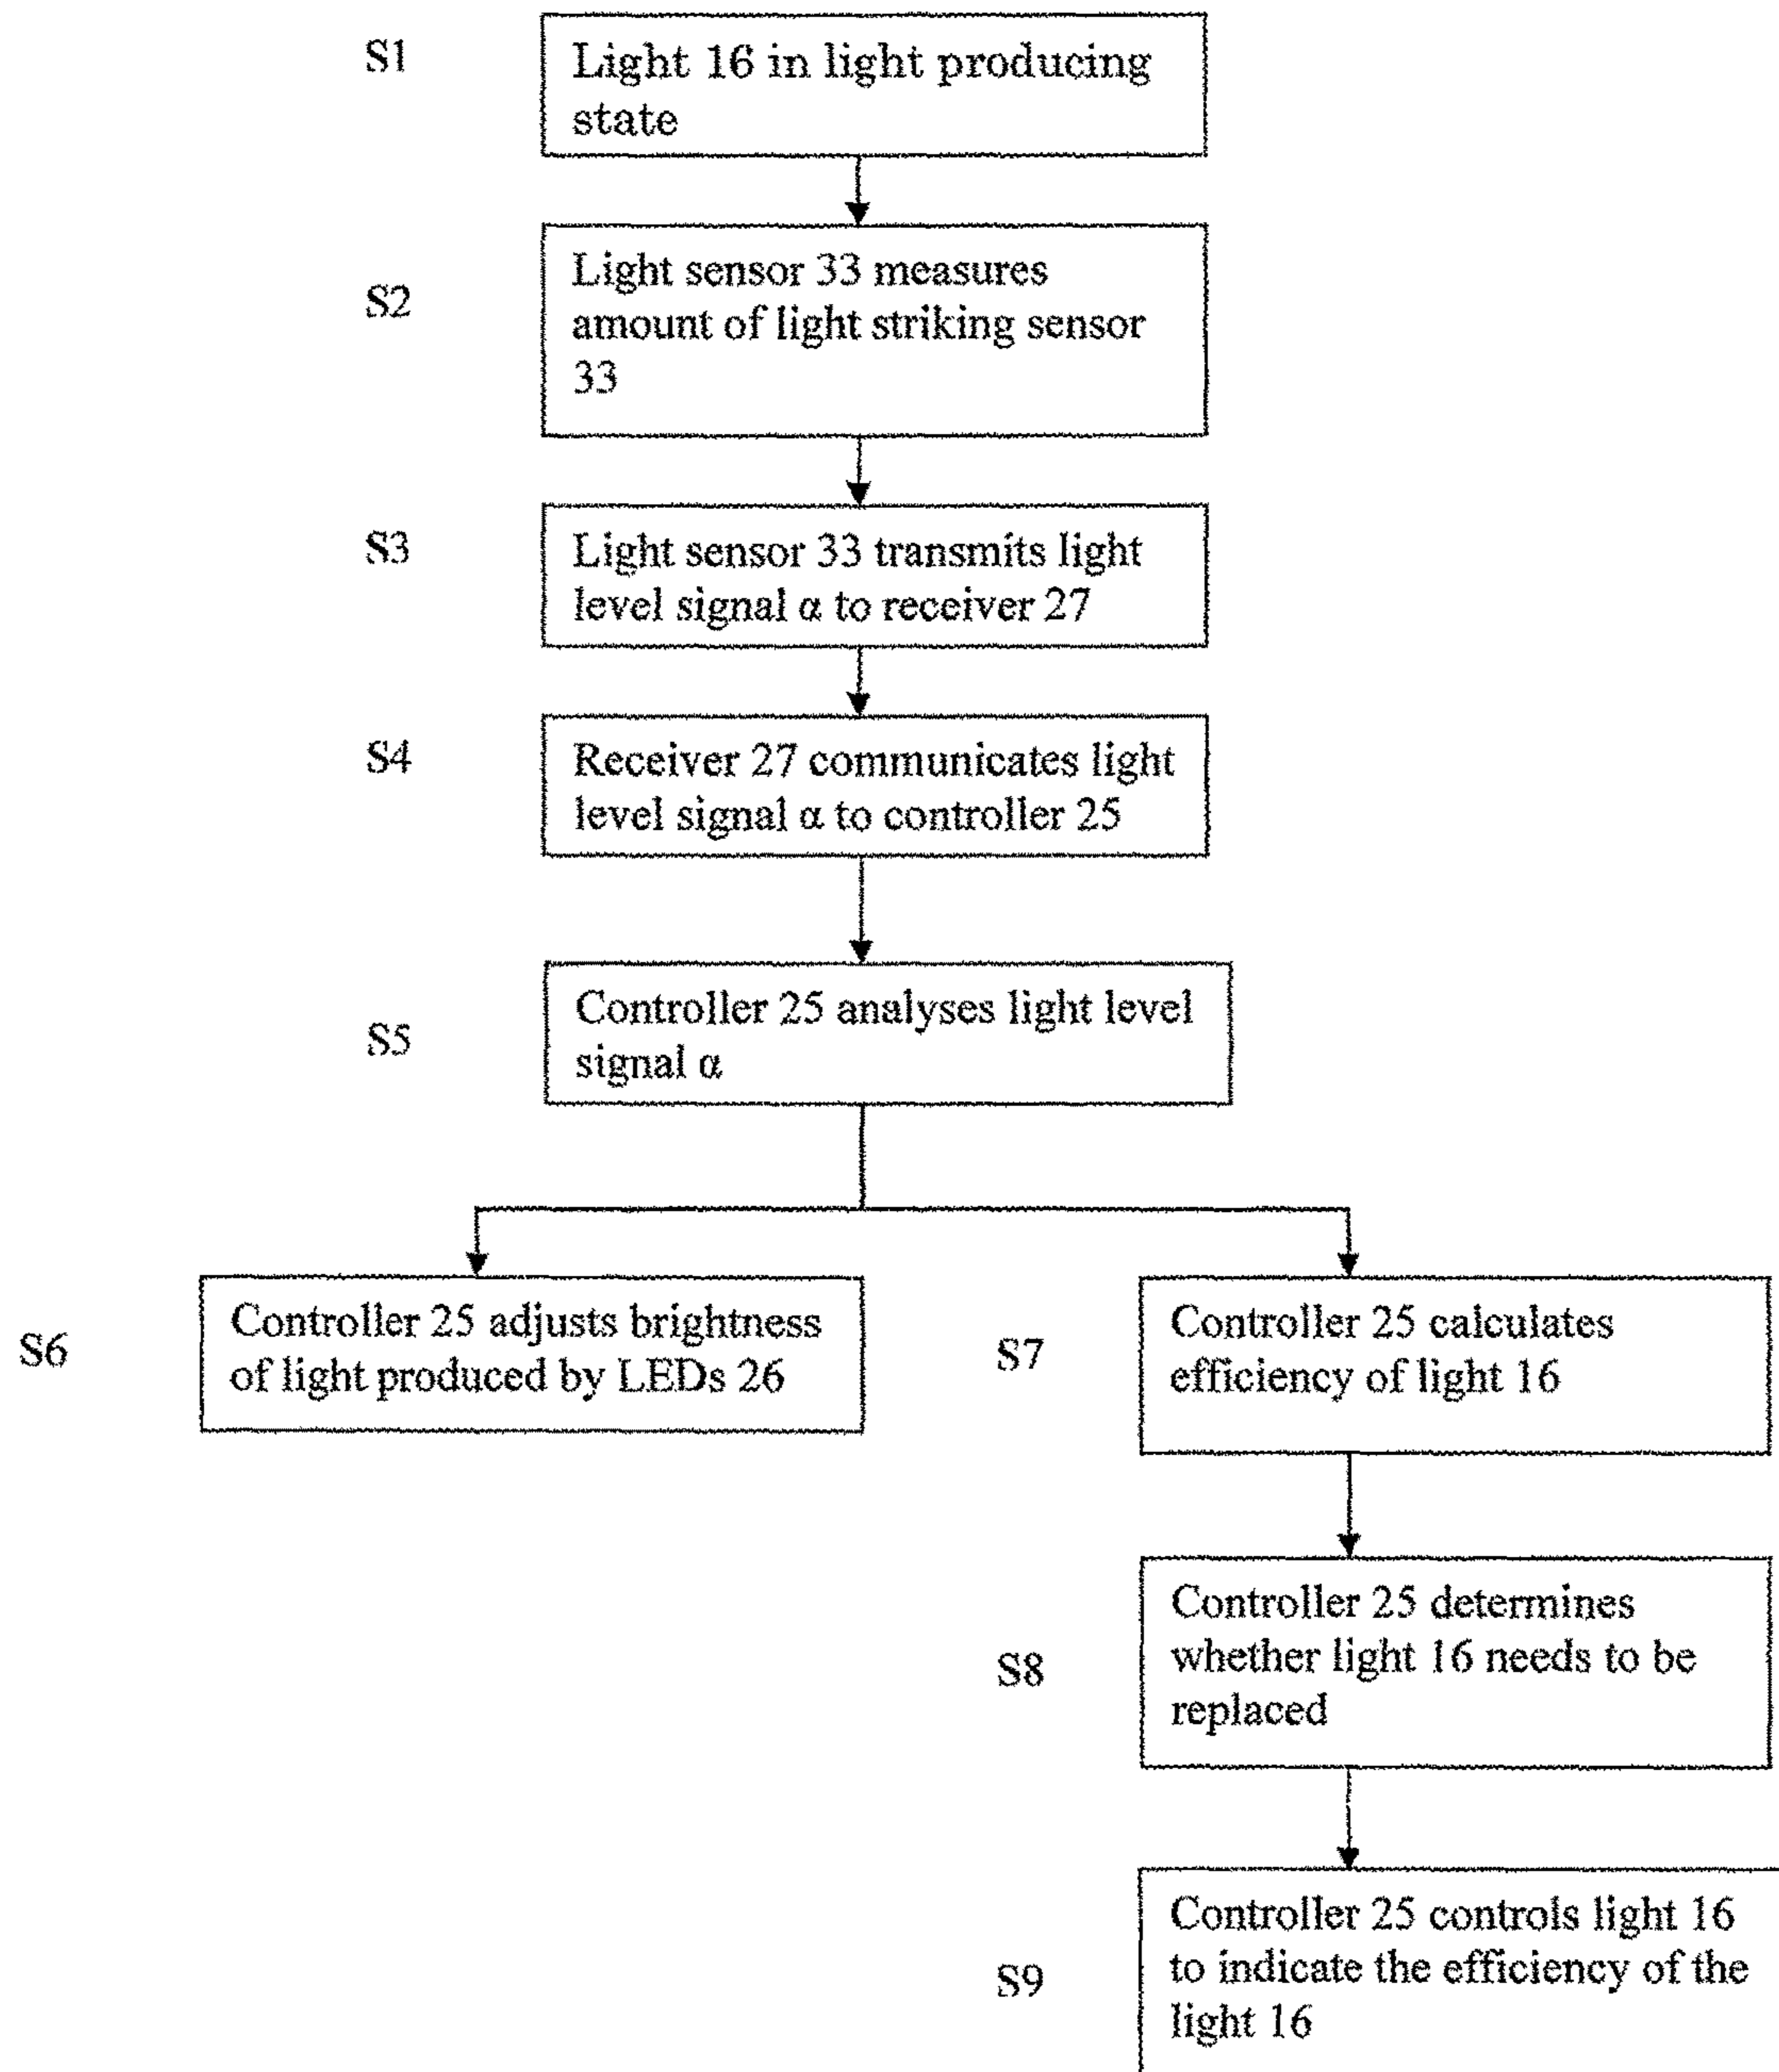 S1
Light 16 in light producing
state
S2
Light sensor 33 measures
amount of light striking sensor
33
S3
Light sensor 33 transmits light
level signal α to receiver 27
S4
Receiver 27 communicates light
level signal α to controller 25
S5
Controller 25 analyses light level
signal α
S6
Controller 25 adjusts brightness
of light produced by LEDs 26
S7
Controller 25 calculates
efficiency of light 16
S8
Controller 25 determines
whether light 16 needs to be
replaced
S9
Controller 25 controls light 16
to indicate the efficiency of the
light 16